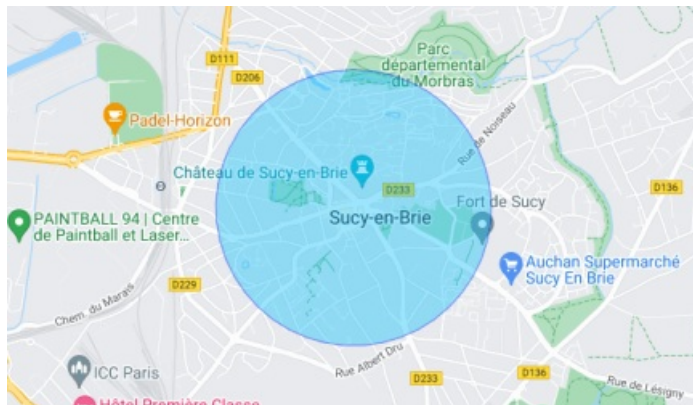 Parc
départemental
du Morbras
D111
D206
Padel-Horizon
Rue de Noiseau
Château de Sucy-en-Brie
D233
D136
Fort de Sucy
Sucy-en-Brie
PAINTBALL 94 | Centre
de Paintball et Laser...
Auchan Supermarché
Sucy En Brie
D229
Chem. du Marais
Rue Albert Dru
ICC Paris
D233
D136
Rue de Lésigny
Hôtel Première Classe